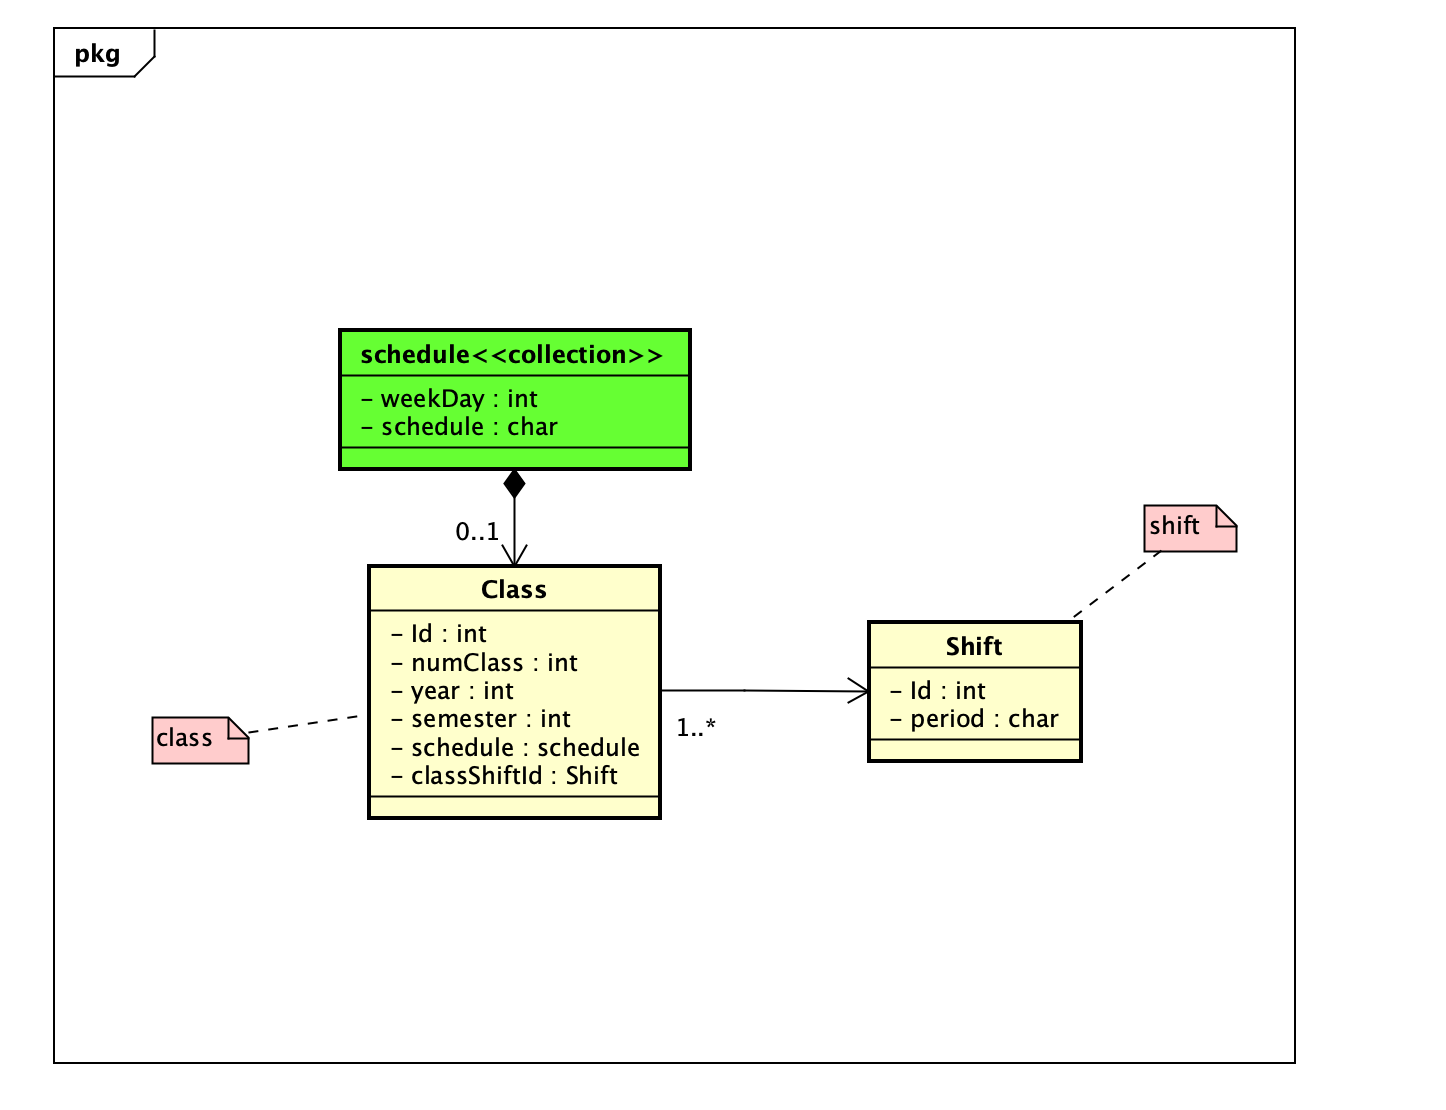 pkg
schedule<<collection>>
- weekDay : int
- schedule : char
0..1
shift
Class
- Id : int
- numClass : int
- year : int
- semester : int
- schedule : schedule
- classShiftId : Shift
1..*
Shift
- Id : int
- period : char
class